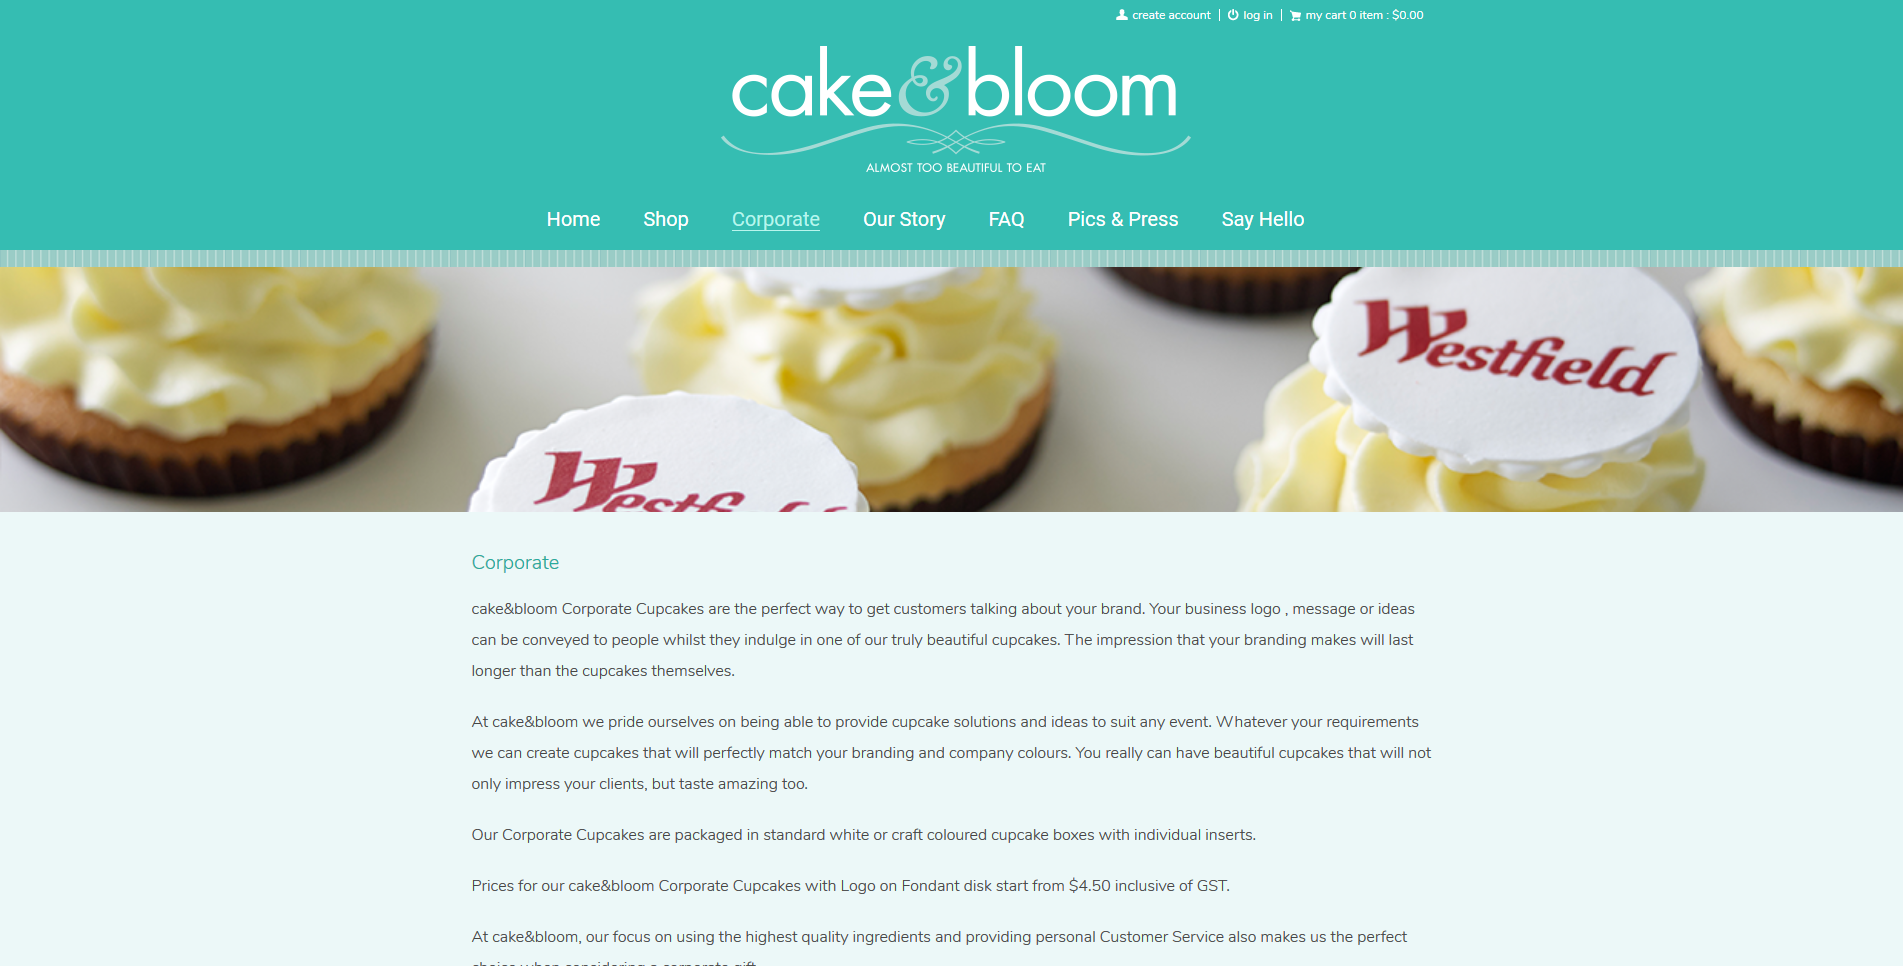 create account
log in
my cart 0 item : $0.00
cake&bloom
ALMOST TOO BEAUTIFUL TO EAT
Home
Shop
Corporate
Our Story
FAQ
Pics & Press
Say Hello
Westfield
Westfield
Corporate
cake&bloom Corporate Cupcakes are the perfect way to get customers talking about your brand. Your business logo , message or ideas
can be conveyed to people whilst they indulge in one of our truly beautiful cupcakes. The impression that your branding makes will last
longer than the cupcakes themselves.
At cake&bloom we pride ourselves on being able to provide cupcake solutions and ideas to suit any event. Whatever your requirements
we can create cupcakes that will perfectly match your branding and company colours. You really can have beautiful cupcakes that will not
only impress your clients, but taste amazing too.
Our Corporate Cupcakes are packaged in standard white or craft coloured cupcake boxes with individual inserts.
Prices for our cake&bloom Corporate Cupcakes with Logo on Fondant disk start from $4.50 inclusive of GST.
At cake&bloom, our focus on using the highest quality ingredients and providing personal Customer Service also makes us the perfect
choice when considering a corporate gift.